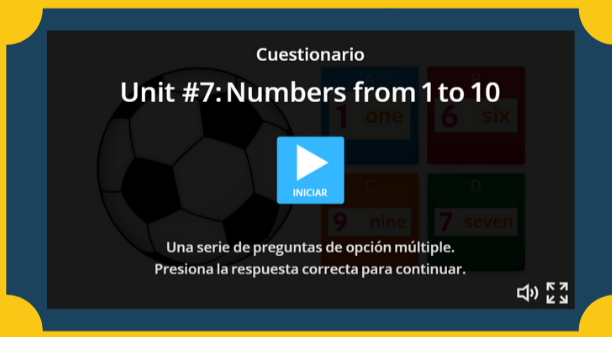 Cuestionario
Unit #7: Numbers from 1 to 10
A
B
1 one
6 six
INICIAR
C
D
9 nine
7 seven
Una serie de preguntas de opción múltiple.
Presiona la respuesta correcta para continuar.